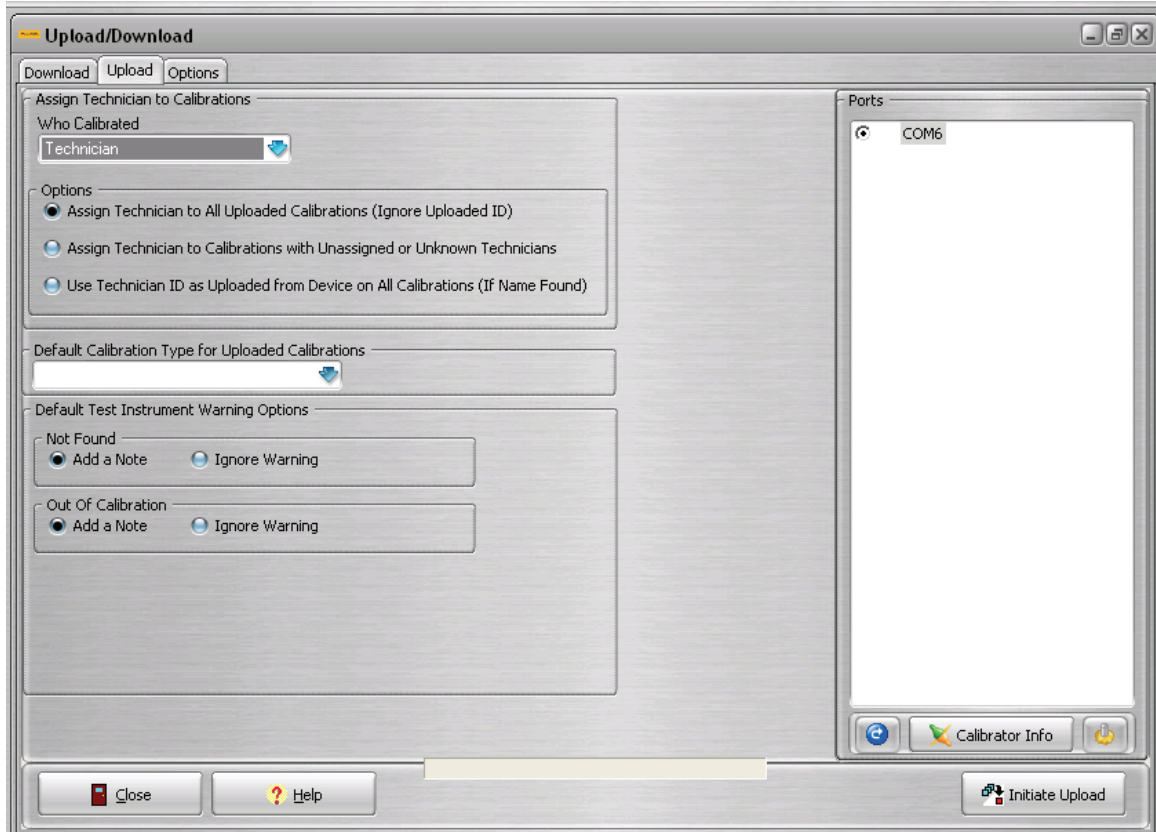 Upload/Download
Download Upload Options
Assign Technician to Calibrations
Who Calibrated
Technician
Options
Assign Technician to All Uploaded Calibrations (Ignore Uploaded ID)
Assign Technician to Calibrations with Unassigned or Unknown Technicians
Use Technician ID as Uploaded from Device on All Calibrations (If Name Found)
Default Calibration Type for Uploaded Calibrations
Default Test Instrument Warning Options
Not Found
Add a Note Ignore Warning
Out Of Calibration
Add a Note Ignore Warning
Ports
COM6
Calibrator Info
Close Help Initiate Upload